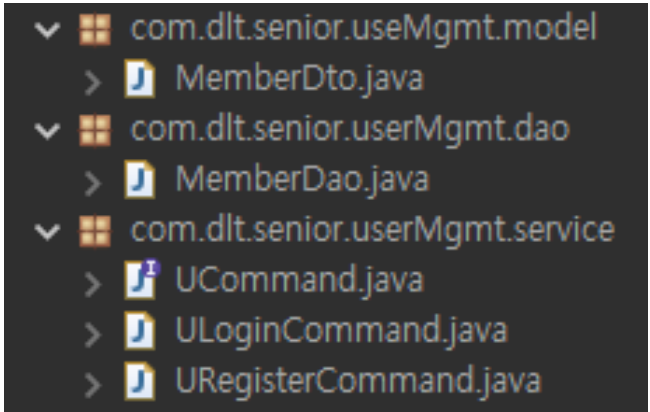 com.dlt.senior.useMgmt.model
MemberDto.java
com.dlt.senior.userMgmt.dao
MemberDao.java
com.dlt.senior.userMgmt.service
UCommand.java
ULoginCommand.java
URegisterCommand.java